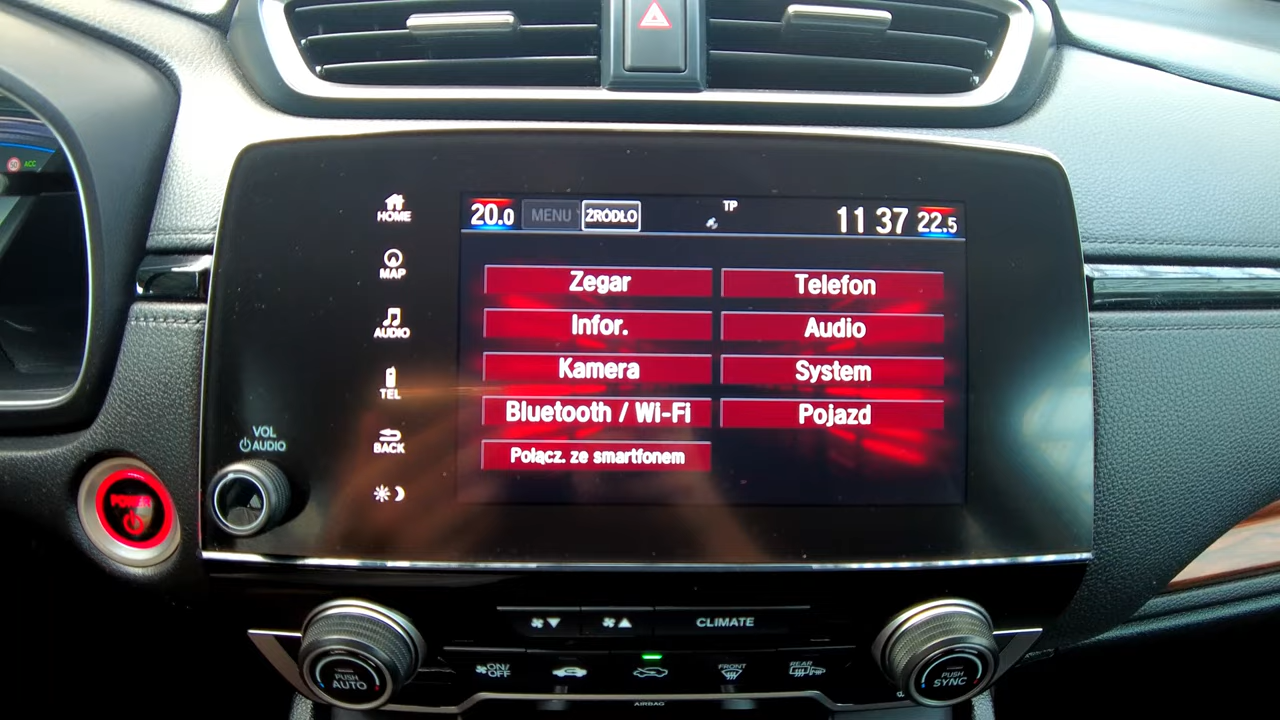 20.0 MENU ŹRÓDŁO TP 11 37 22.5
HOME
MAP
AUDIO
TEL
BACK
Zegar Telefon
Infor. Audio
Kamera System
Bluetooth / Wi-Fi Pojazd
Połącz. ze smartfonem
VOL
AUDIO
POWER
ACC
CLIMATE
ON/
OFF
FRONT
REAR
PUSH
AUTO
PUSH
SYNC
AIRBAG